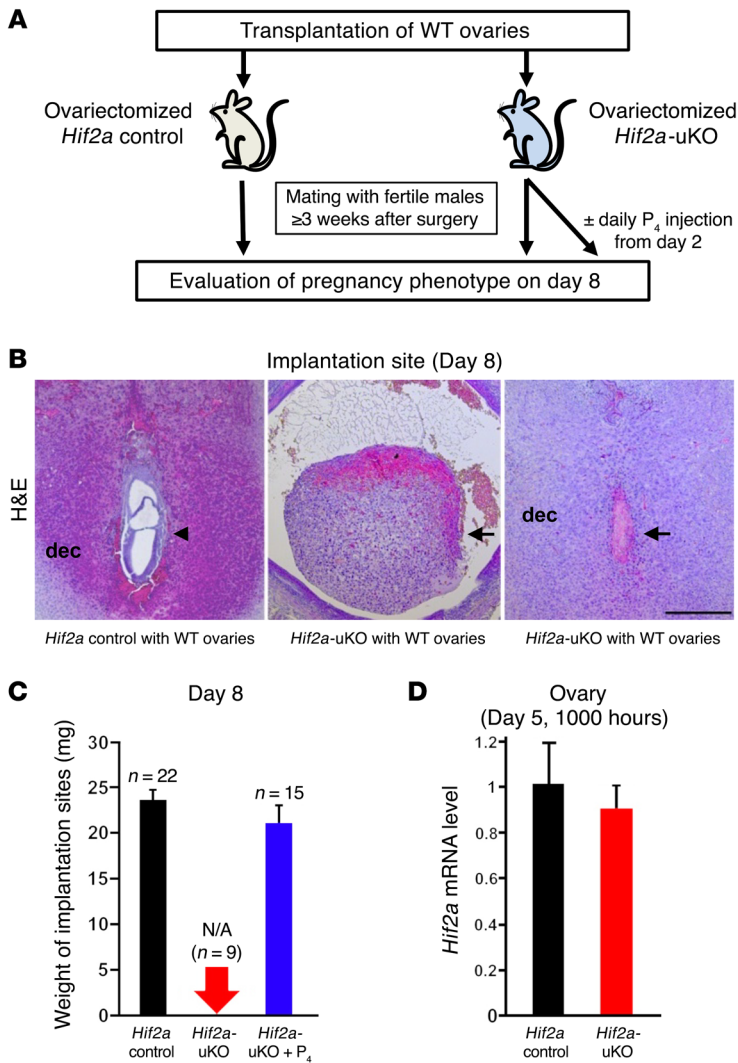 A
Transplantation of WT ovaries
Ovariectomized
Hif2a control
Ovariectomized
Hif2a-uKO
Mating with fertile males
≥3 weeks after surgery
± daily P4 injection
from day 2
Evaluation of pregnancy phenotype on day 8
B
Implantation site (Day 8)
H&E
dec
dec
Hif2a control with WT ovaries
Hif2a-uKO with WT ovaries
Hif2a-uKO with WT ovaries
C
Day 8
Weight of implantation sites (mg)
30
25
20
15
10
5
0
n = 22
N/A
(n = 9)
n = 15
Hif2a
control
Hif2a-
uKO
Hif2a-
uKO + P4
D
Ovary
(Day 5, 1000 hours)
Hif2a mRNA level
1.2
1
0.8
0.6
0.4
0.2
0
Hif2a
control
Hif2a-
uKO